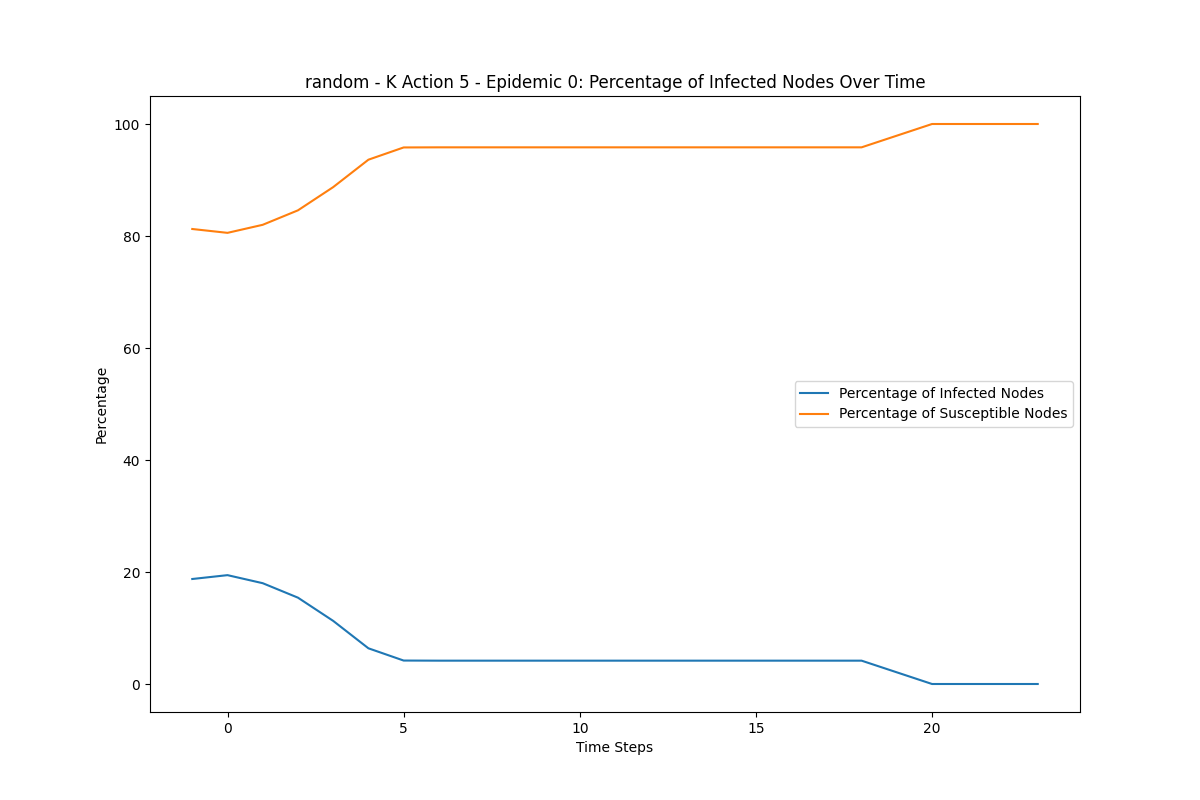 random - K Action 5 - Epidemic 0: Percentage of Infected Nodes Over Time
100
80
60
40
20
0
Percentage
Percentage of Infected Nodes
Percentage of Susceptible Nodes
0 5 10 15 20
Time Steps